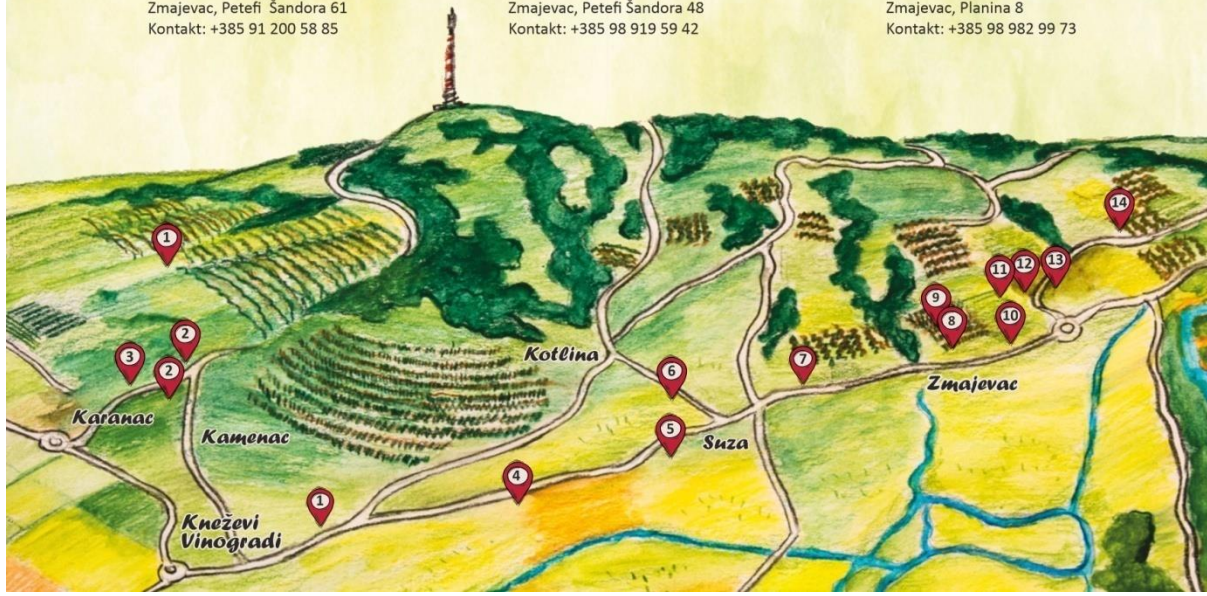 Zmajevac, Petefi Šandora 61
Kontakt: +385 91 200 58 85
Zmajevac, Petefi Šandora 48
Kontakt: +385 98 919 59 42
Zmajevac, Planina 8
Kontakt: +385 98 982 99 73
14
1
11
12
13
9
8
10
2
3
2
Kotlina
7
6
Karanac
Zmajevac
Kamenac
5
Suza
4
1
Kneževi
Vinogradi